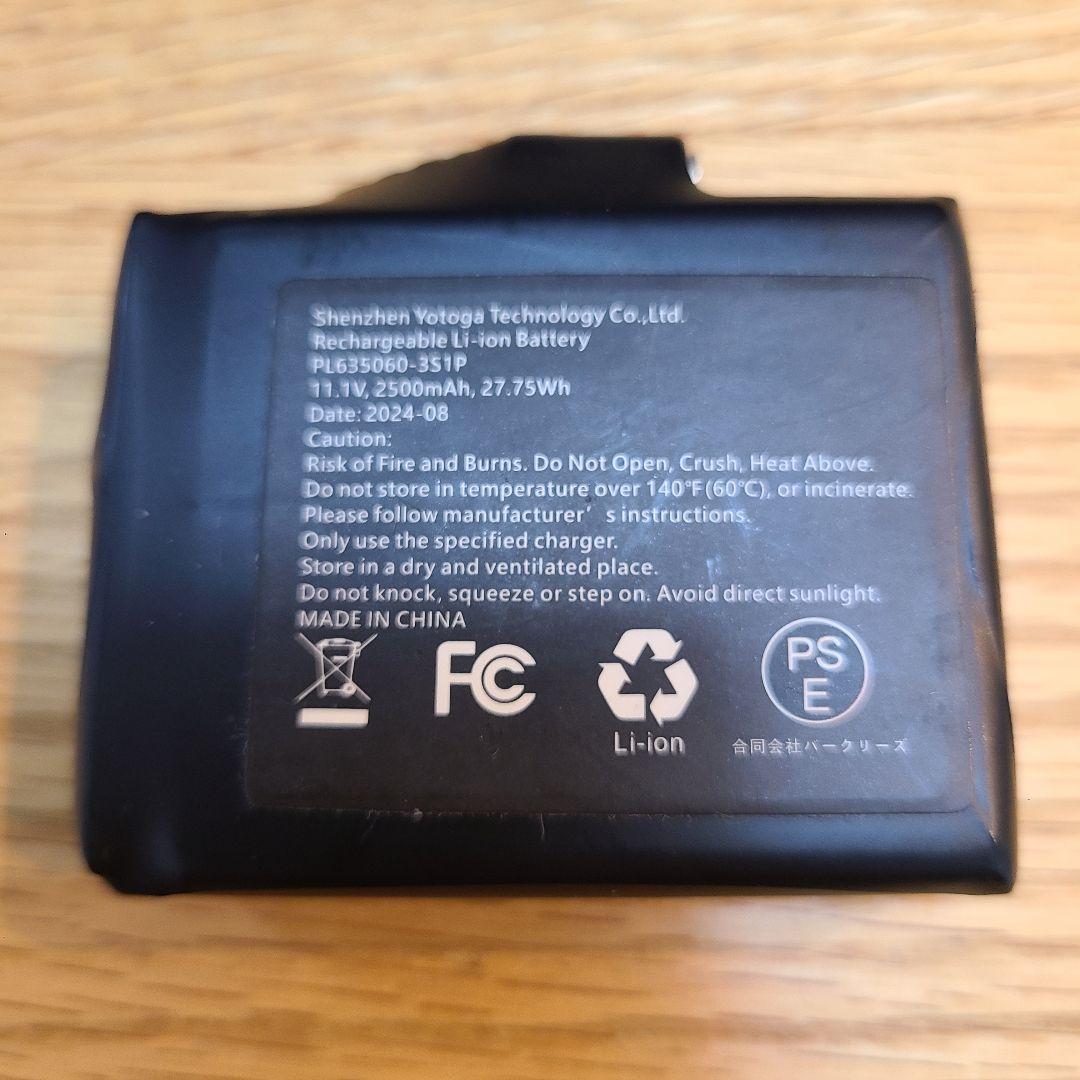 Shenzhen Yotoga Technology Co.,Ltd.
Rechargeable Li-ion Battery
PL635060-3S1P
11.1V, 2500mAh, 27.75Wh
Date: 2024-08
Caution:
Risk of Fire and Burns. Do Not Open, Crush, Heat Above.
Do not store in temperature over 140℉(60℃), or incinerate.
Please follow manufacturer’ s instructions.
Only use the specified charger.
Store in a dry and ventilated place.
Do not knock, squeeze or step on. Avoid direct sunlight.
MADE IN CHINA
FC
PS
E
Li-ion
合同会社バークリーズ